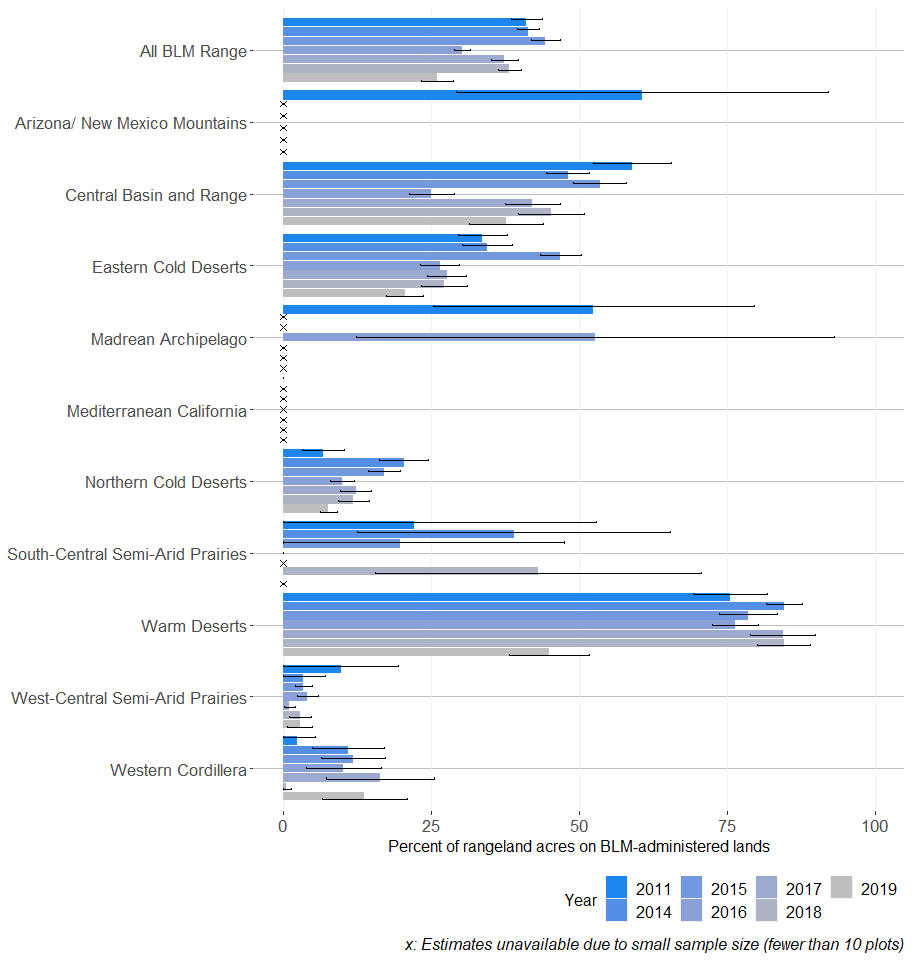 All BLM Range
Arizona/ New Mexico Mountains
Central Basin and Range
Eastern Cold Deserts
Madrean Archipelago
Mediterranean California
Northern Cold Deserts
South-Central Semi-Arid Prairies
Warm Deserts
West-Central Semi-Arid Prairies
Western Cordillera
0 25 50 75 100
Percent of rangeland acres on BLM-administered lands
Year
2011 2015 2017 2019
2014 2016 2018
x: Estimates unavailable due to small sample size (fewer than 10 plots)